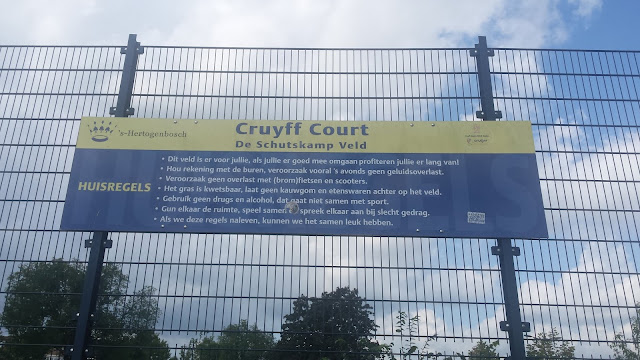 's-Hertogenbosch
Cruyff Court
De Schutskamp Veld
HUISREGELS
• Dit veld is er voor jullie, als jullie er goed mee omgaan profiteren jullie er lang van!
• Hou rekening met de buren, veroorzaak vooral 's avonds geen geluidsoverlast.
• Veroorzaak geen overlast met (brom)fietsen en scooters.
• Het gras is kwetsbaar, laat geen kauwgom en etenswaren achter op het veld.
• Gebruik geen drugs en alcohol, dat gaat niet samen met sport.
• Gun elkaar de ruimte, speel samen spreek elkaar aan bij slecht gedrag.
• Als we deze regels naleven, kunnen we het samen leuk hebben.